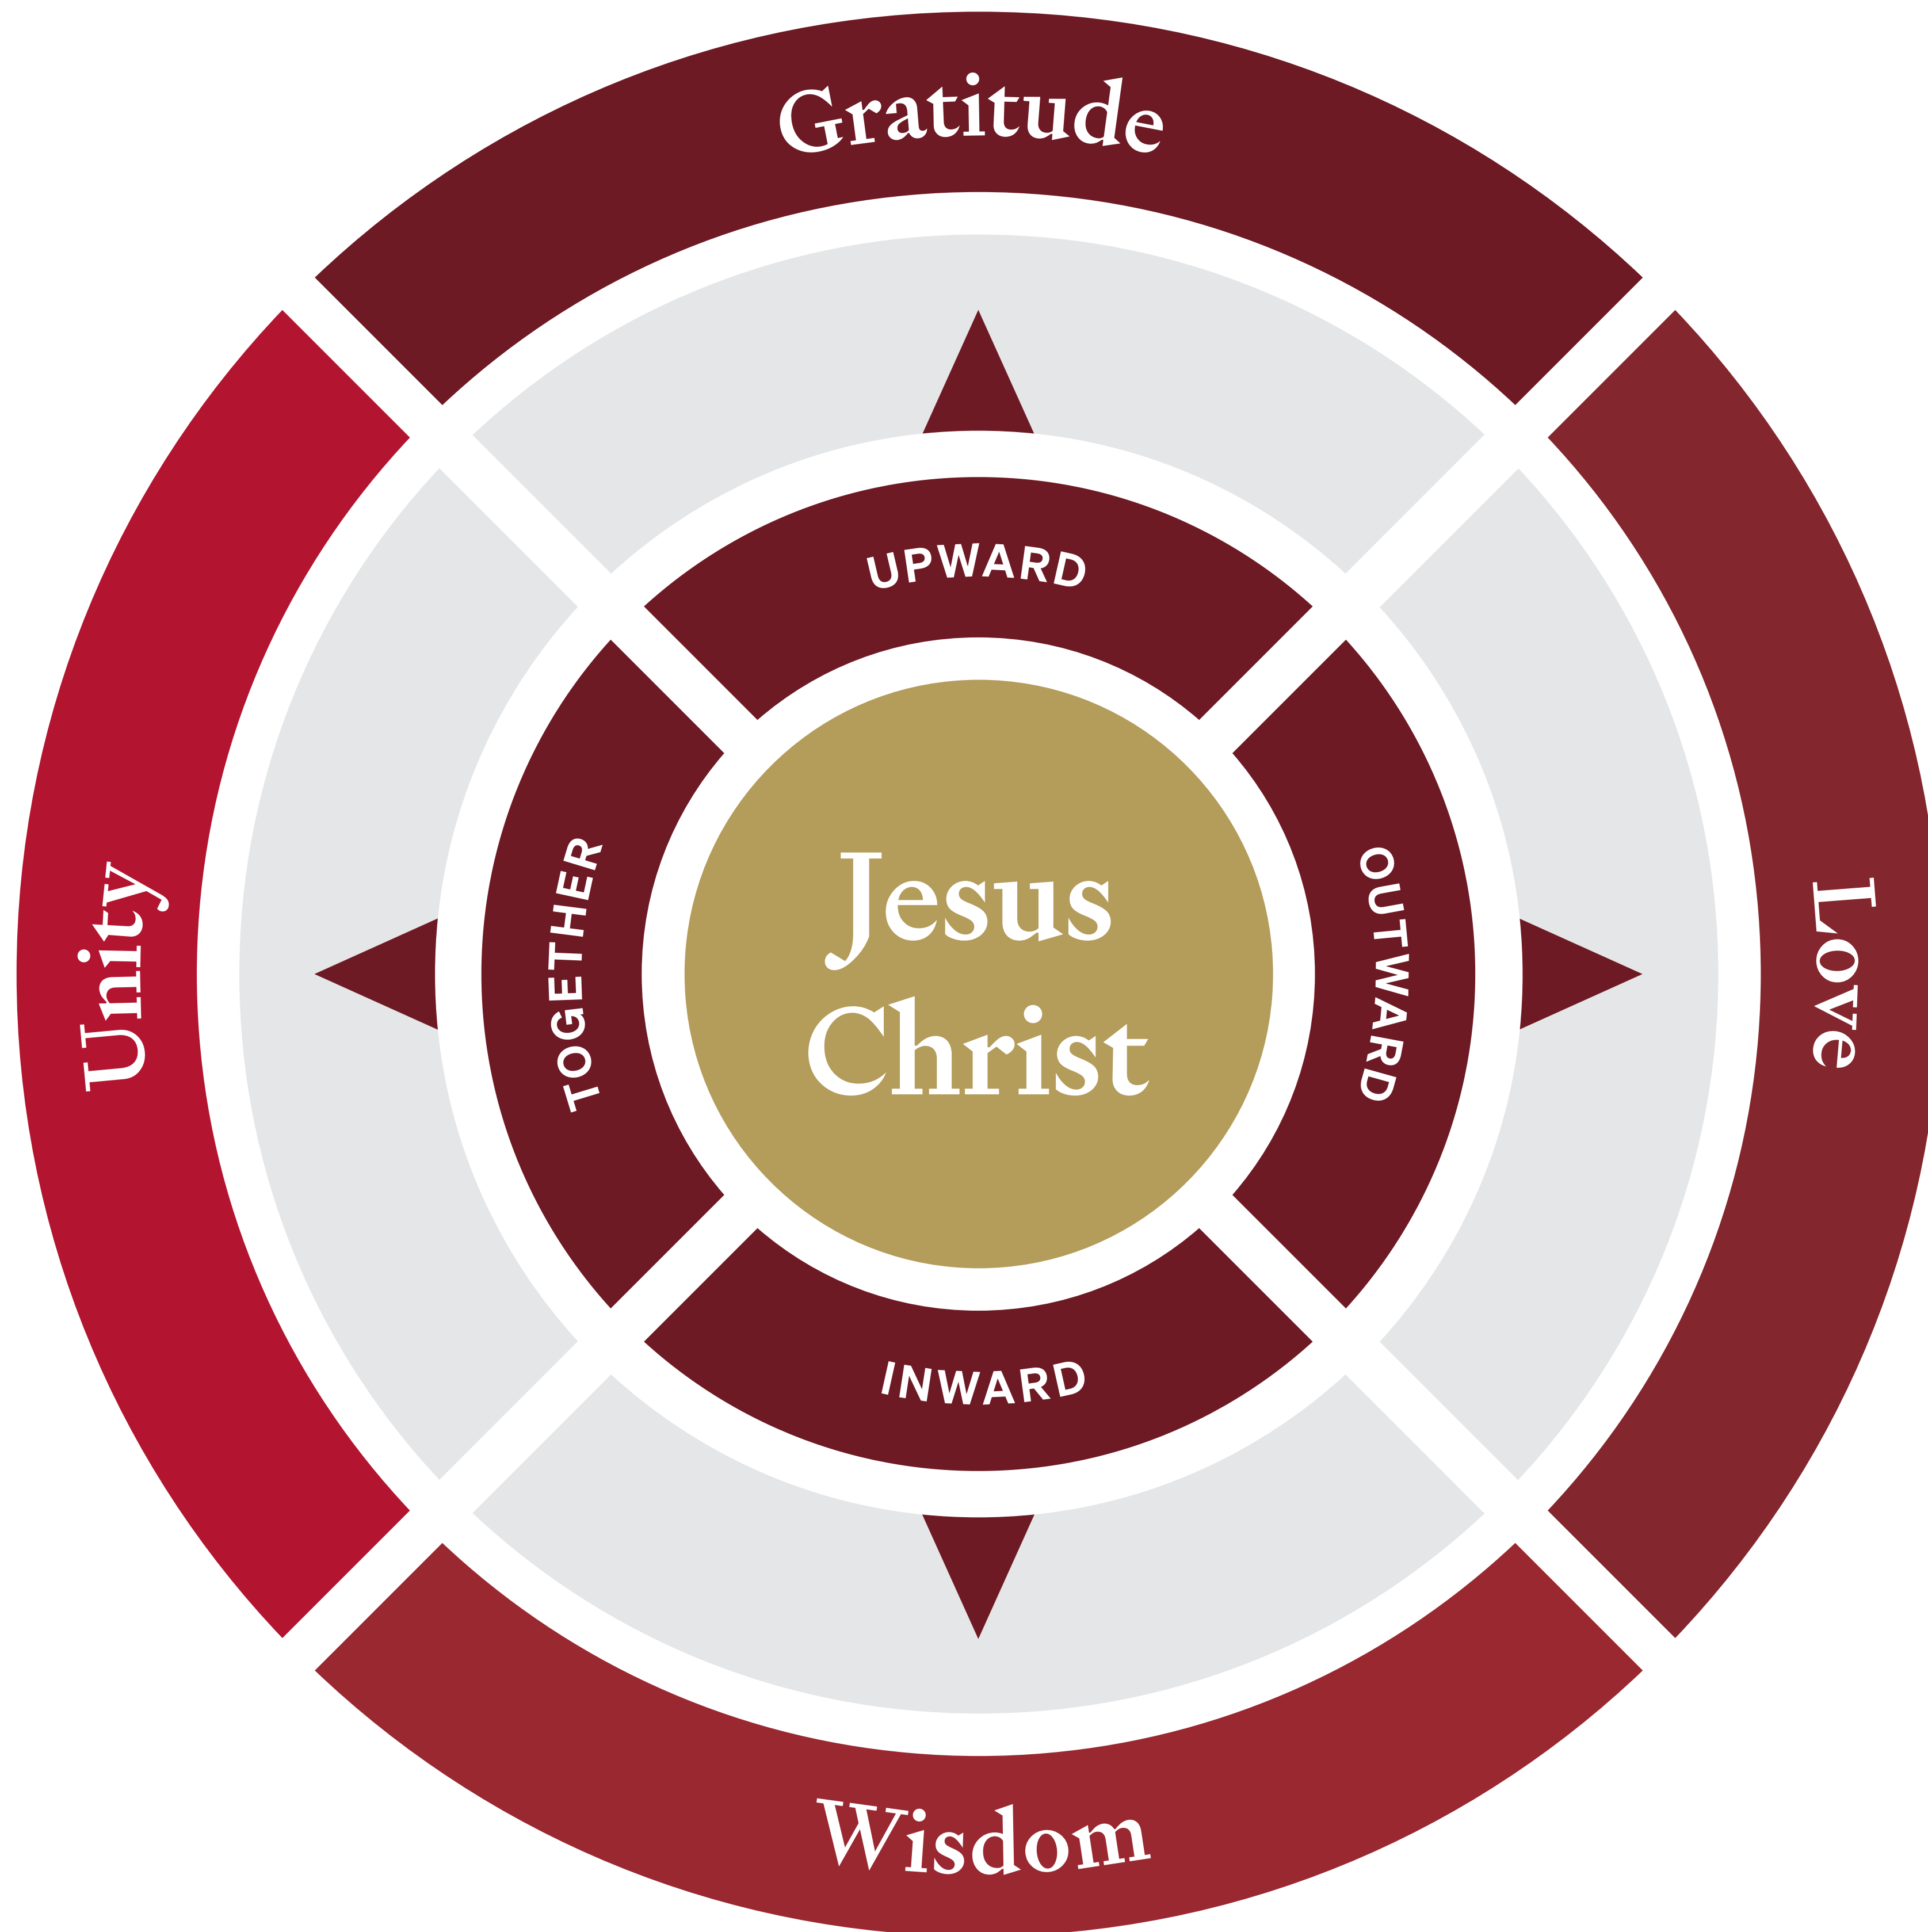 Gratitude
UPWARD
Unity
TOGETHER
Jesus
Christ
OUTWARD
Love
INWARD
Wisdom